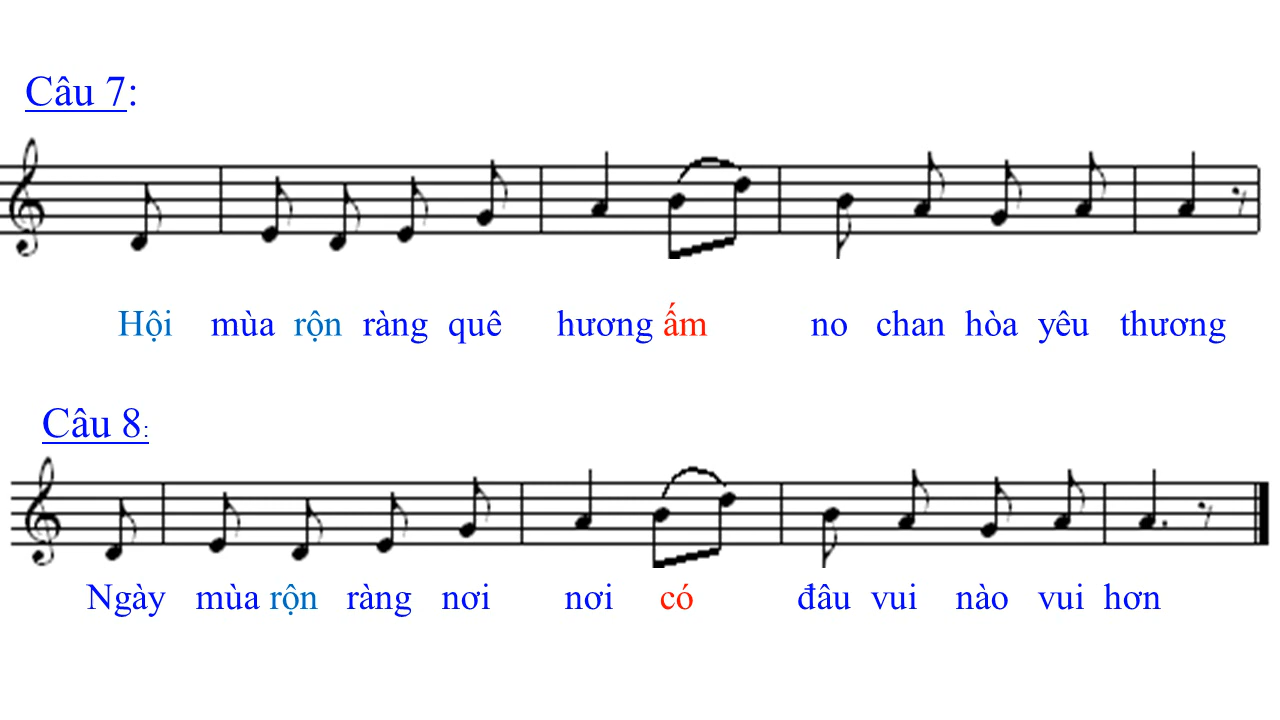 Câu 7:
Hội mùa rộn ràng quê hương ấm no chan hòa yêu thương
Câu 8:
Ngày mùa rộn ràng nơi nơi có đâu vui nào vui hơn